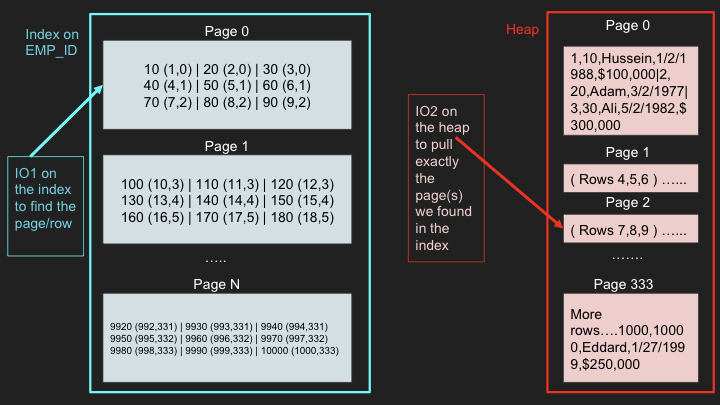 Index on
EMP_ID
Page 0
10 (1,0) | 20 (2,0) | 30 (3,0)
40 (4,1) | 50 (5,1) | 60 (6,1)
70 (7,2) | 80 (8,2) | 90 (9,2)
Page 1
100 (10,3) | 110 (11,3) | 120 (12,3)
130 (13,4) | 140 (14,4) | 150 (15,4)
160 (16,5) | 170 (17,5) | 180 (18,5)
.....
Page N
9920 (992,331) | 9930 (993,331) | 9940 (994,331)
9950 (995,332) | 9960 (996,332) | 9970 (997,332)
9980 (998,333) | 9990 (999,333) | 10000 (1000,333)
IO1 on
the index
to find the
page/row
IO2 on
the heap
to pull
exactly
the
page(s)
we found
in the
index
Heap
Page 0
1,10,Hussein,1/2/1
988,$100,000|2,
20,Adam,3/2/1977|
3,30,Ali,5/2/1982,$
300,000
Page 1
( Rows 4,5,6 ) …...
Page 2
( Rows 7,8,9 ) …...
…….
Page 333
More
rows….1000,1000
0,Eddard,1/27/199
9,$250,000